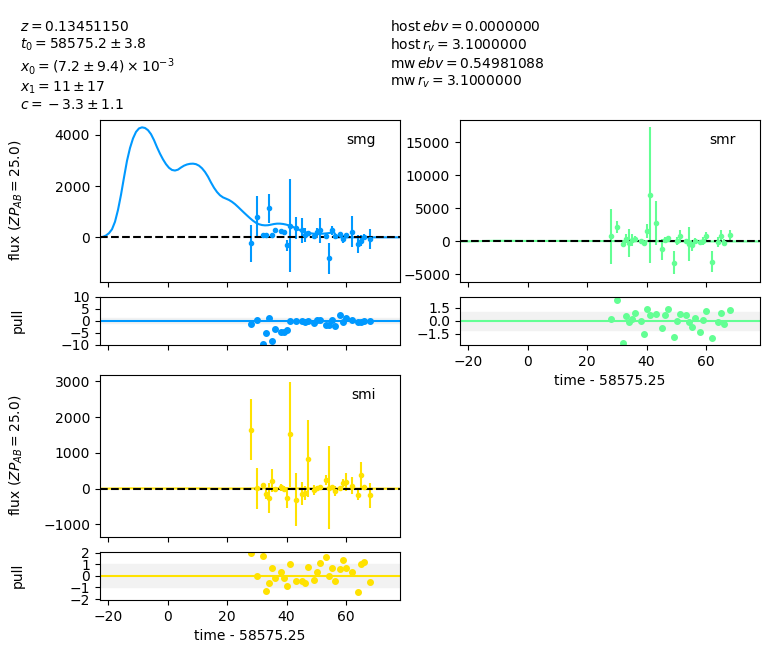 z = 0.13451150
t₀ = 58575.2 ± 3.8
x₀ = (7.2 ± 9.4) × 10⁻³
x₁ = 11 ± 17
c = −3.3 ± 1.1
host ebv = 0.0000000
host r_v = 3.1000000
mw ebv = 0.54981088
mw r_v = 3.1000000
smg
flux (ZP_AB = 25.0)
4000
2000
0
smr
15000
10000
5000
0
−5000
pull
10
5
0
−5
−10
1.5
0.0
−1.5
−20 0 20 40 60
time - 58575.25
smi
flux (ZP_AB = 25.0)
3000
2000
1000
0
−1000
pull
2
1
0
−1
−2
−20 0 20 40 60
time - 58575.25